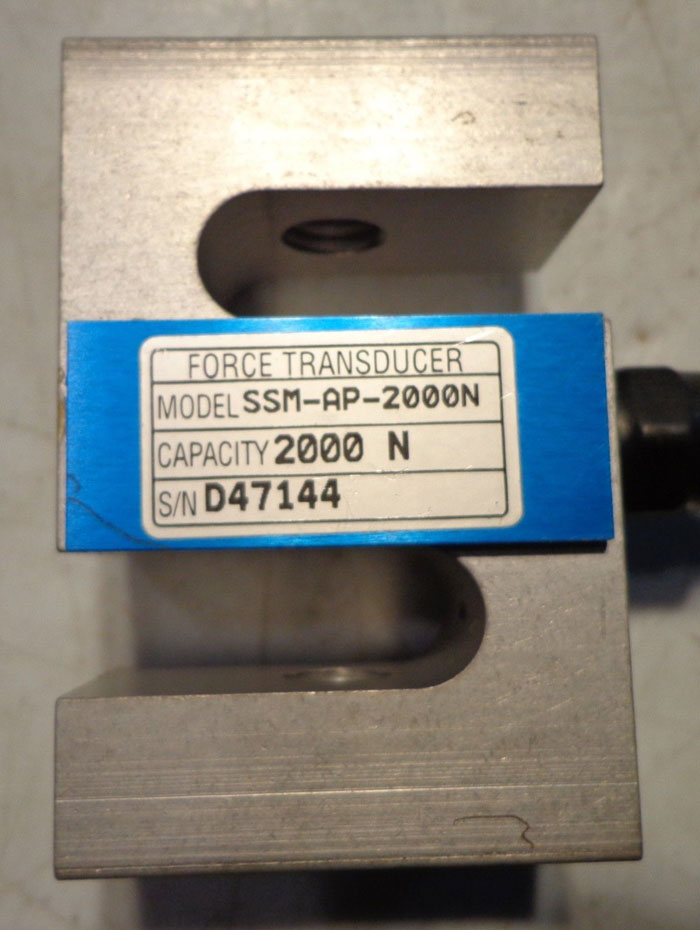 FORCE TRANSDUCER
MODEL SSM-AP-2000N
CAPACITY 2000 N
S/N D47144